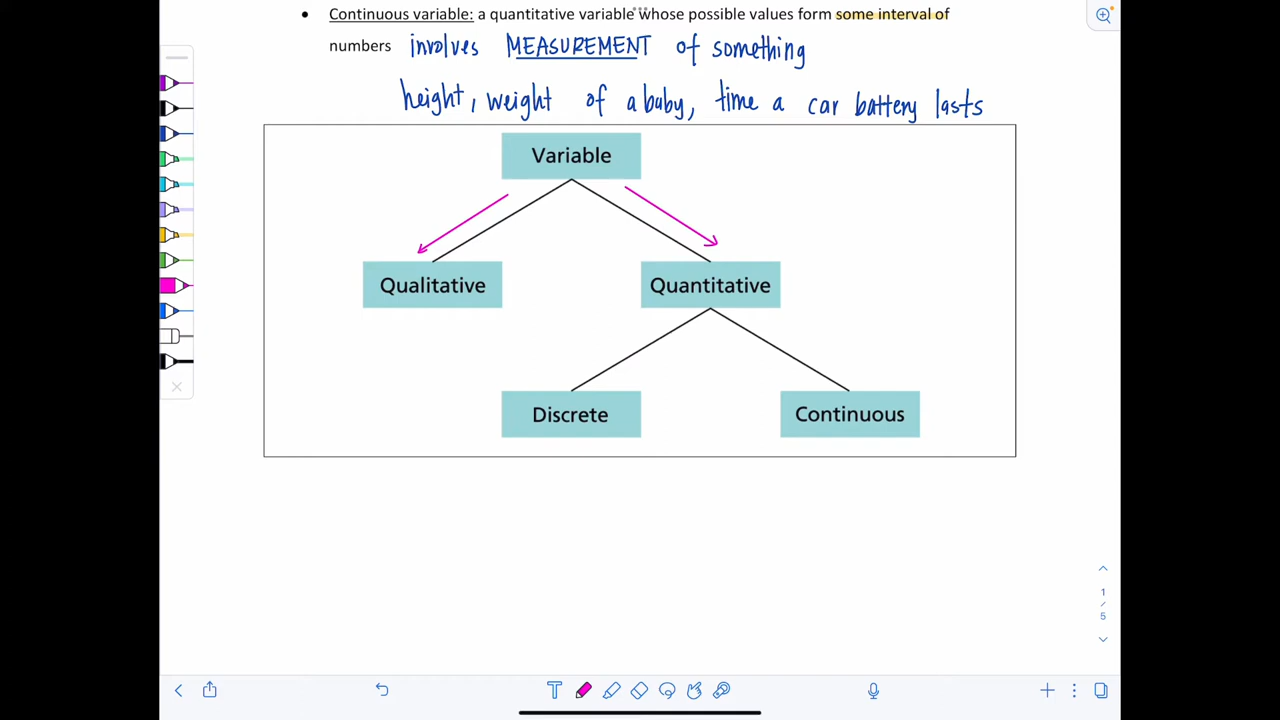 • Continuous variable: a quantitative variable whose possible values form some interval of
numbers involves MEASUREMENT of something
height, weight of a baby, time a car battery lasts
Variable
Qualitative Quantitative
Discrete Continuous
1
/
5
T